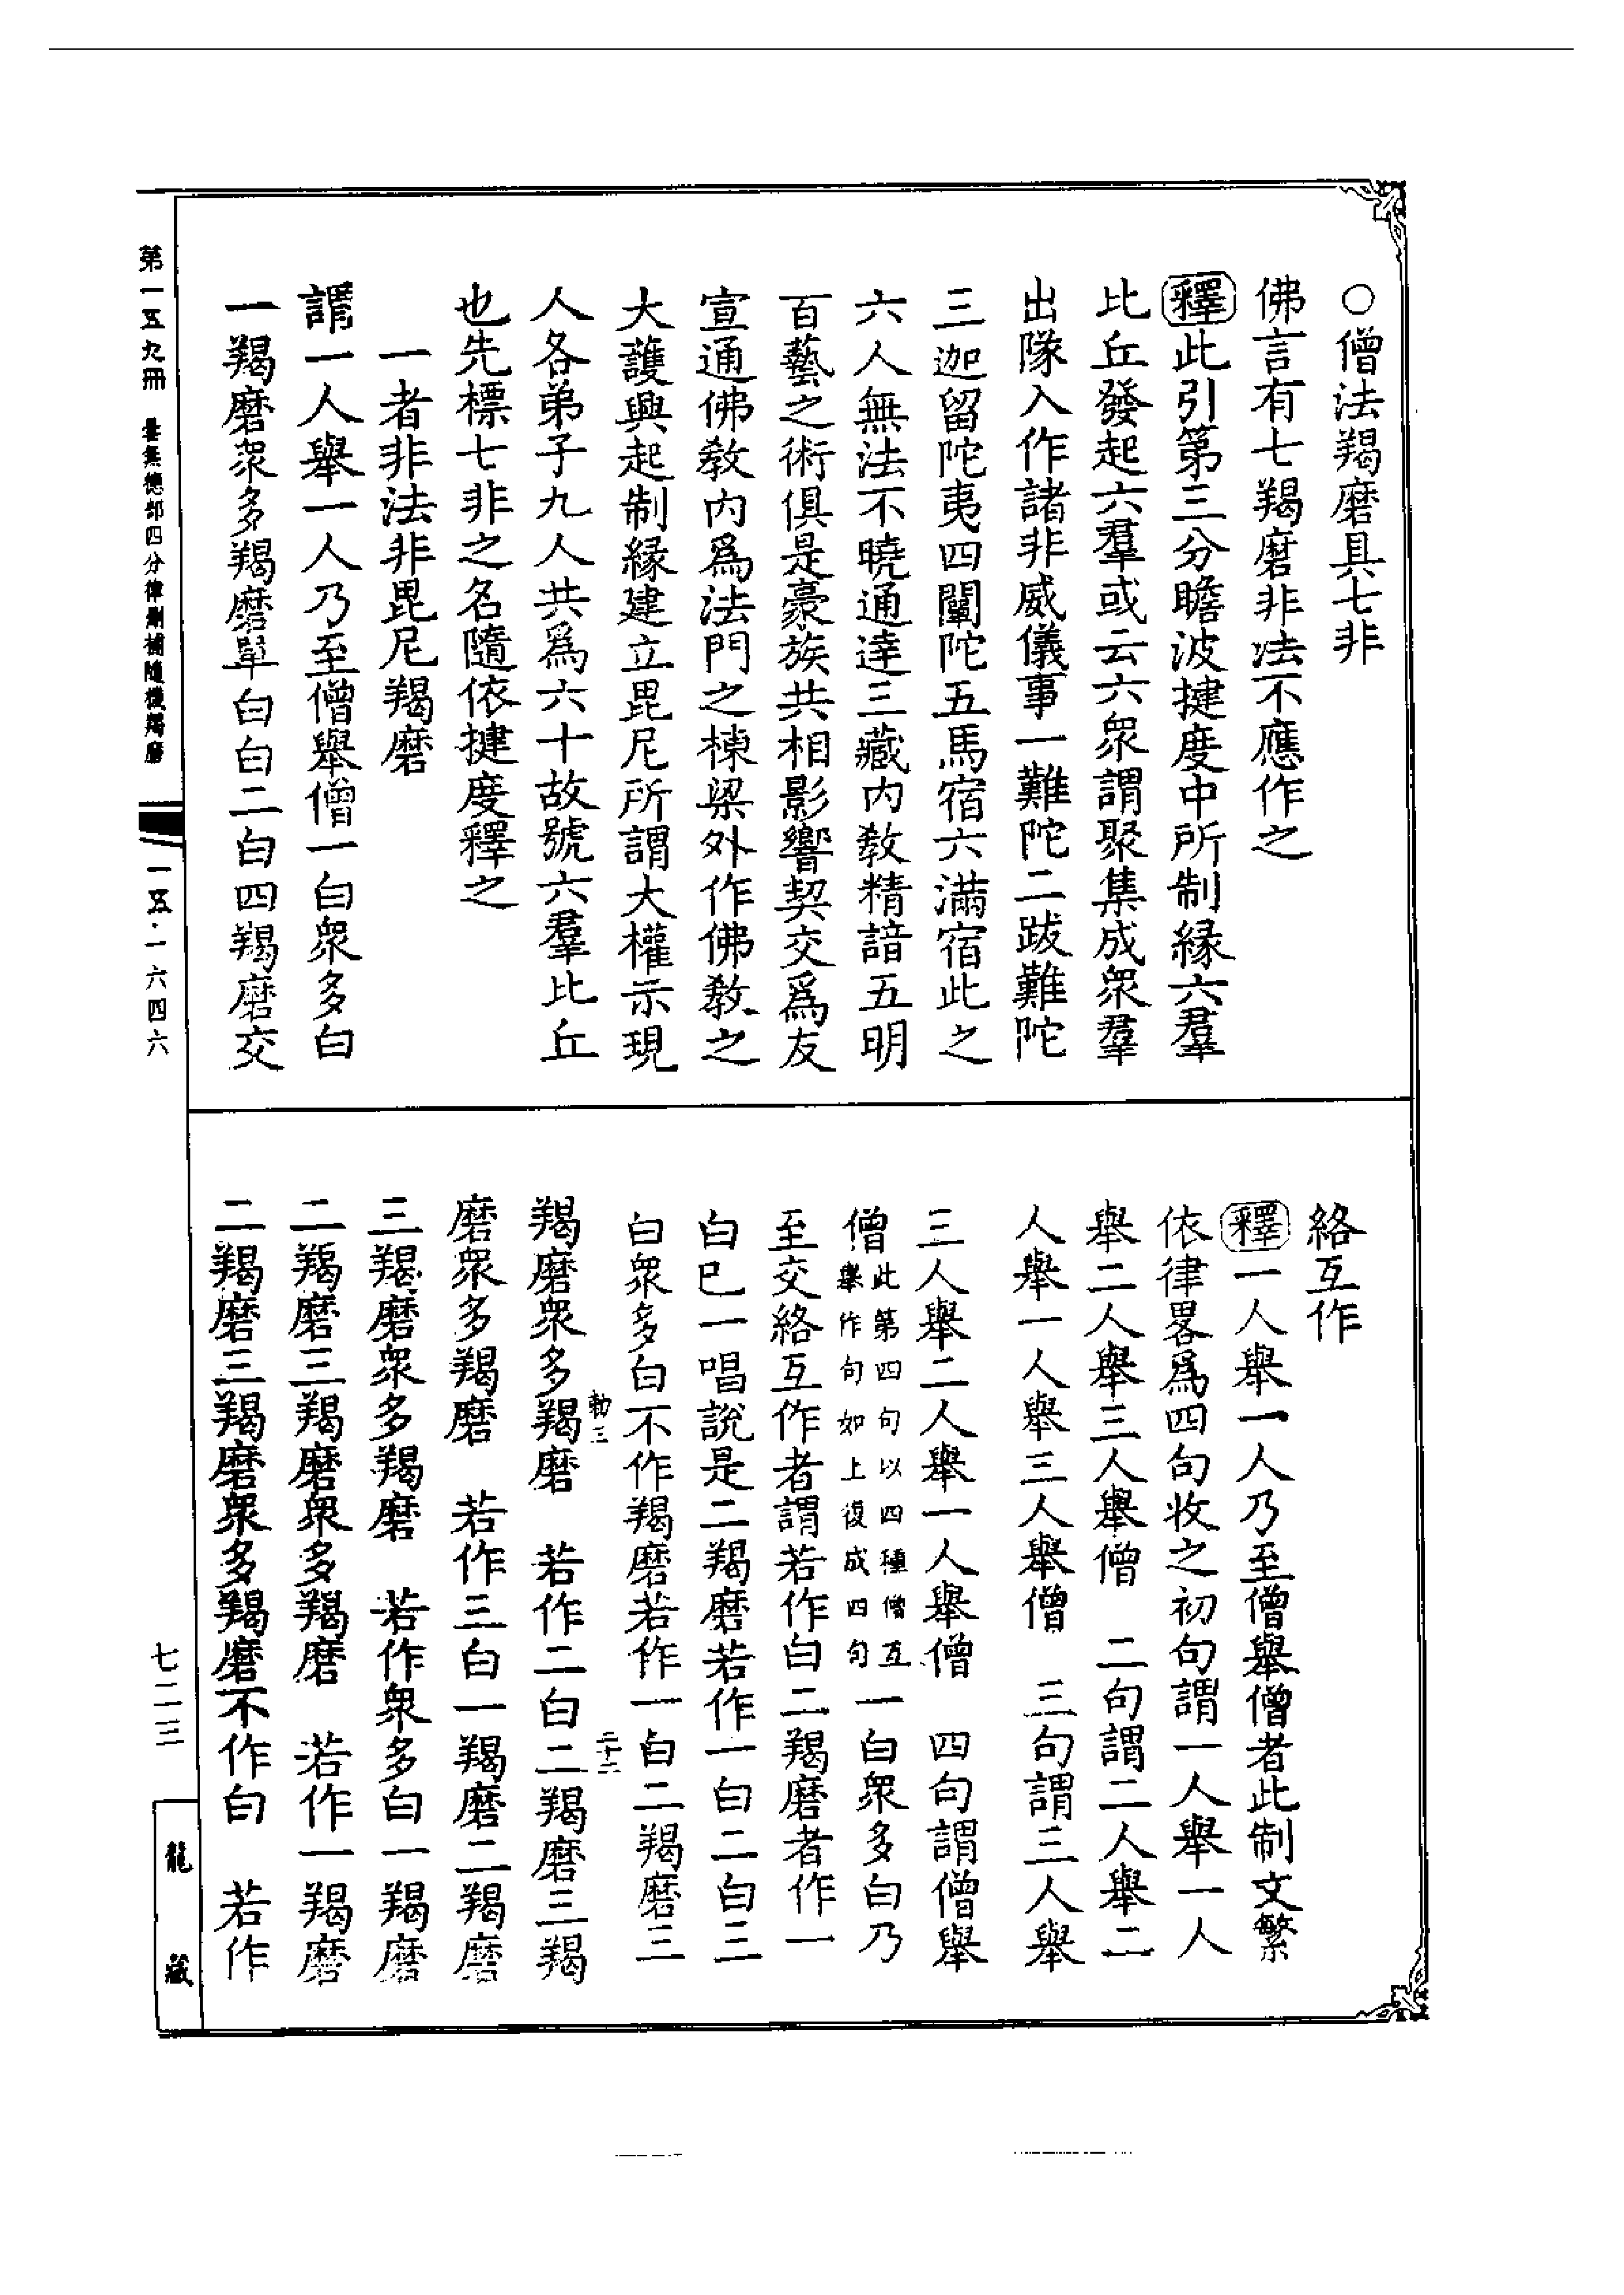 ○僧法羯磨具七非
佛言有七羯磨非法不應作之
釋此引第三分瞻波揵度中所制緣六羣
比丘發起六羣或云六衆謂聚集成衆羣
出隊入作諸非威儀事一難陀二跋難陀
三迦留陀夷四闡陀五馬宿六滿宿此之
六人無法不曉通達三藏內教精諳五明
百藝之術俱是豪族共相影響契交爲友
宣通佛教內爲法門之棟梁外作佛教之
大護興起制緣建立毘尼所謂大權示現
人各弟子九人共爲六十故號六羣比丘
也先標七非之名隨依揵度釋之
一者非法非毘尼羯磨
謂一人舉一人乃至僧舉僧一白衆多白
一羯磨衆多羯磨單白白二白四羯磨交
絡互作
釋一人舉一人乃至僧舉僧者此制文繁
依律畧爲四句收之初句謂一人舉一人
舉二人舉三人舉僧 二句謂二人舉二
人舉一人舉三人舉僧 三句謂三人舉
三人舉二人舉一人舉僧 四句謂僧舉
僧此第四句以四種僧互舉作句如上復成四句一白衆多白乃
至交絡互作者謂若作白二羯磨者作一
白已一唱說是二羯磨若作一白二白三
白衆多白不作羯磨若作一白二羯磨三
勒三 二十二
羯磨衆多羯磨 若作二白二羯磨三羯
磨衆多羯磨 若作三白一羯磨二羯磨
三羯磨衆多羯磨 若作衆多白一羯磨
二羯磨三羯磨衆多羯磨 若作一羯磨
二羯磨三羯磨衆多羯磨不作白 若作
第一五九冊 曇無德部四分律刪補隨機羯磨 一五·一六四六
七二三 龍藏